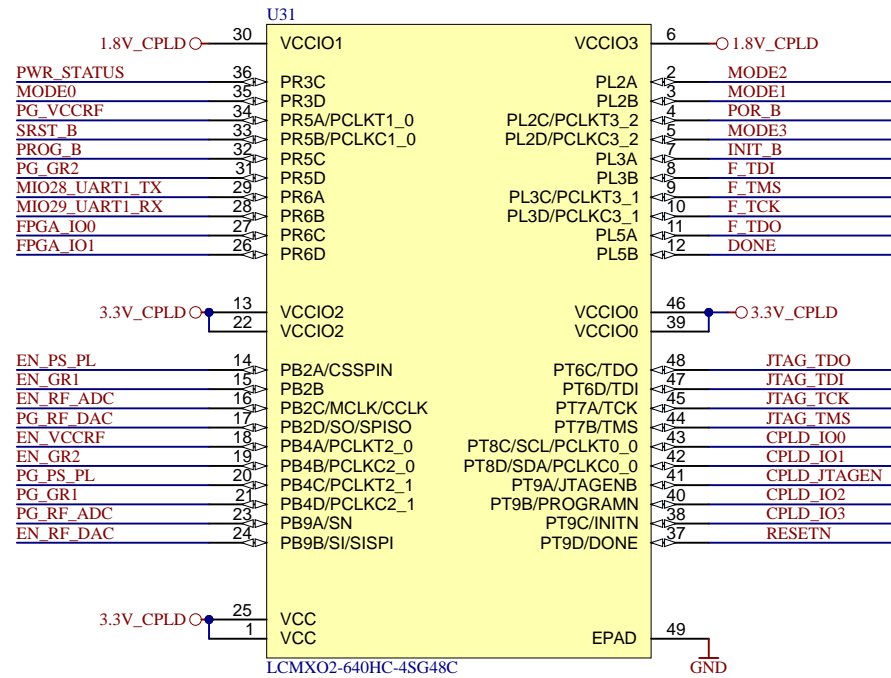 U31
1.8V_CPLD 30 VCCIO1 VCCIO3 6 1.8V_CPLD
PWR_STATUS 36 PR3C PL2A 2 MODE2
MODE0 35 PR3D PL2B 3 MODE1
PG_VCCRF 34 PR5A/PCLKT1_0 PL2C/PCLKT3_2 4 POR_B
SRST_B 33 PR5B/PCLKC1_0 PL2D/PCLKC3_2 5 MODE3
PROG_B 32 PR5C PL3A 7 INIT_B
PG_GR2 31 PR5D PL3B 8 F_TDI
MIO28_UART1_TX 29 PR6A PL3C/PCLKT3_1 9 F_TMS
MIO29_UART1_RX 28 PR6B PL3D/PCLKC3_1 10 F_TCK
FPGA_IO0 27 PR6C PL5A 11 F_TDO
FPGA_IO1 26 PR6D PL5B 12 DONE
3.3V_CPLD 13 VCCIO2 VCCIO0 46 3.3V_CPLD
22 VCCIO2 VCCIO0 39
EN_PS_PL 14 PB2A/CSSPIN PT6C/TDO 48 JTAG_TDO
EN_GR1 15 PB2B PT6D/TDI 47 JTAG_TDI
EN_RF_ADC 16 PB2C/MCLK/CCLK PT7A/TCK 45 JTAG_TCK
PG_RF_DAC 17 PB2D/SO/SPISO PT7B/TMS 44 JTAG_TMS
EN_VCCRF 18 PB4A/PCLKT2_0 PT8C/SCL/PCLKT0_0 43 CPLD_IO0
EN_GR2 19 PB4B/PCLKC2_0 PT8D/SDA/PCLKC0_0 42 CPLD_IO1
PG_PS_PL 20 PB4C/PCLKT2_1 PT9A/JTAGENB 41 CPLD_JTAGEN
PG_GR1 21 PB4D/PCLKC2_1 PT9B/PROGRAMN 40 CPLD_IO2
PG_RF_ADC 23 PB9A/SN PT9C/INITN 38 CPLD_IO3
EN_RF_DAC 24 PB9B/SI/SISPI PT9D/DONE 37 RESETN
3.3V_CPLD 25 VCC
1 VCC EPAD 49
LCMXO2-640HC-4SG48C GND